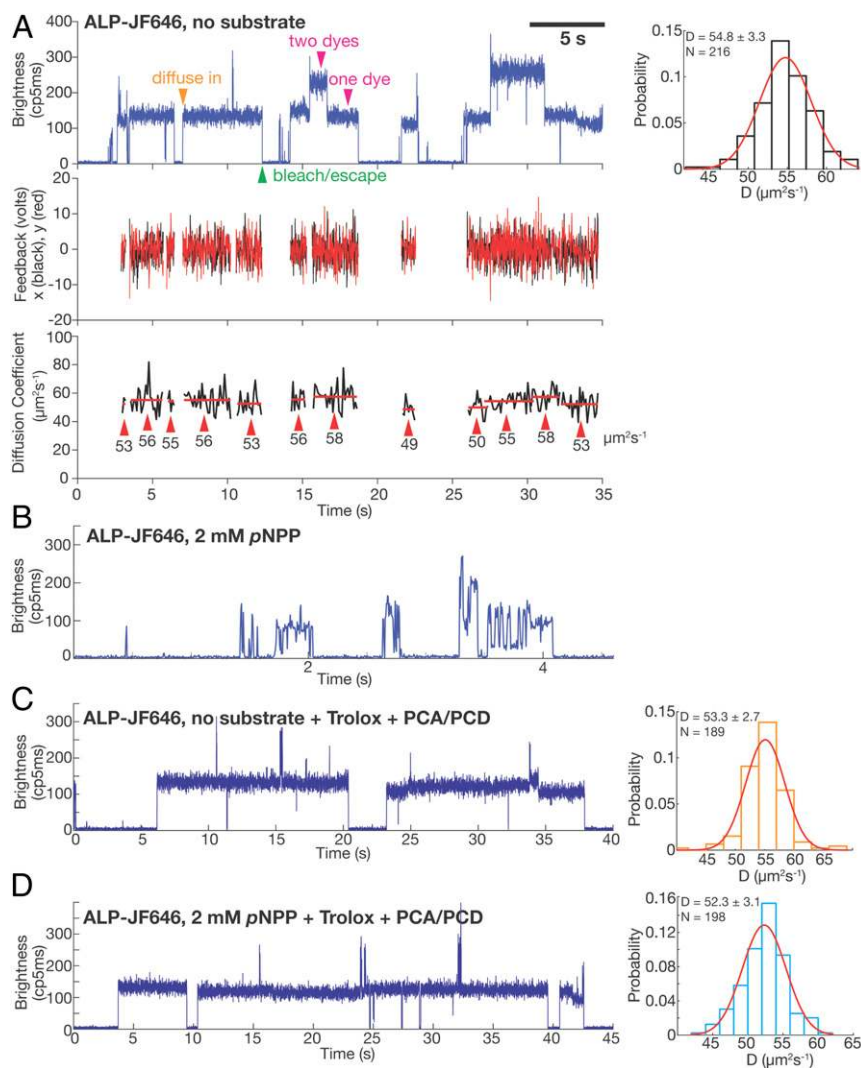 A
ALP-JF646, no substrate
5 s
two dyes
diffuse in
one dye
bleach/escape
Brightness
(cp5ms)
400
300
200
100
0
D = 54.8 ± 3.3
N = 216
Probability
0.15
0.1
0.05
0
45
50
55
60
D (µm²s⁻¹)
Feedback (volts)
x (black), y (red)
20
10
0
-10
-20
Diffusion Coefficient
(µm²s⁻¹)
100
80
60
40
20
0
53
56
55
56
53
56
58
49
50
55
58
53
µm²s⁻¹
0
5
10
15
20
25
30
35
Time (s)
B
ALP-JF646, 2 mM pNPP
Brightness
(cp5ms)
300
200
100
0
2
4
Time (s)
C
ALP-JF646, no substrate + Trolox + PCA/PCD
Brightness
(cp5ms)
300
200
100
0
0
5
10
15
20
25
30
35
40
Time (s)
D = 53.3 ± 2.7
N = 189
Probability
0.15
0.1
0.05
0
45
50
55
60
65
D (µm²s⁻¹)
D
ALP-JF646, 2 mM pNPP + Trolox + PCA/PCD
Brightness
(cp5ms)
400
300
200
100
0
0
5
10
15
20
25
30
35
40
45
Time (s)
D = 52.3 ± 3.1
N = 198
Probability
0.16
0.12
0.08
0.04
0
40
45
50
55
60
65
D (µm²s⁻¹)